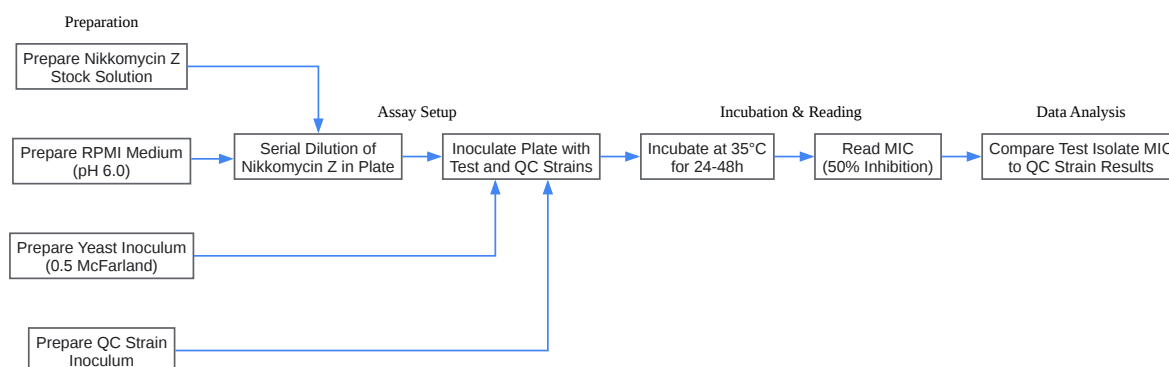 Preparation
Prepare Nikkomycin Z
Stock Solution
Prepare RPMI Medium
(pH 6.0)
Prepare Yeast Inoculum
(0.5 McFarland)
Prepare QC Strain
Inoculum
Assay Setup
Serial Dilution of
Nikkomycin Z in Plate
Inoculate Plate with
Test and QC Strains
Incubation & Reading
Incubate at 35°C
for 24-48h
Read MIC
(50% Inhibition)
Data Analysis
Compare Test Isolate MIC
to QC Strain Results